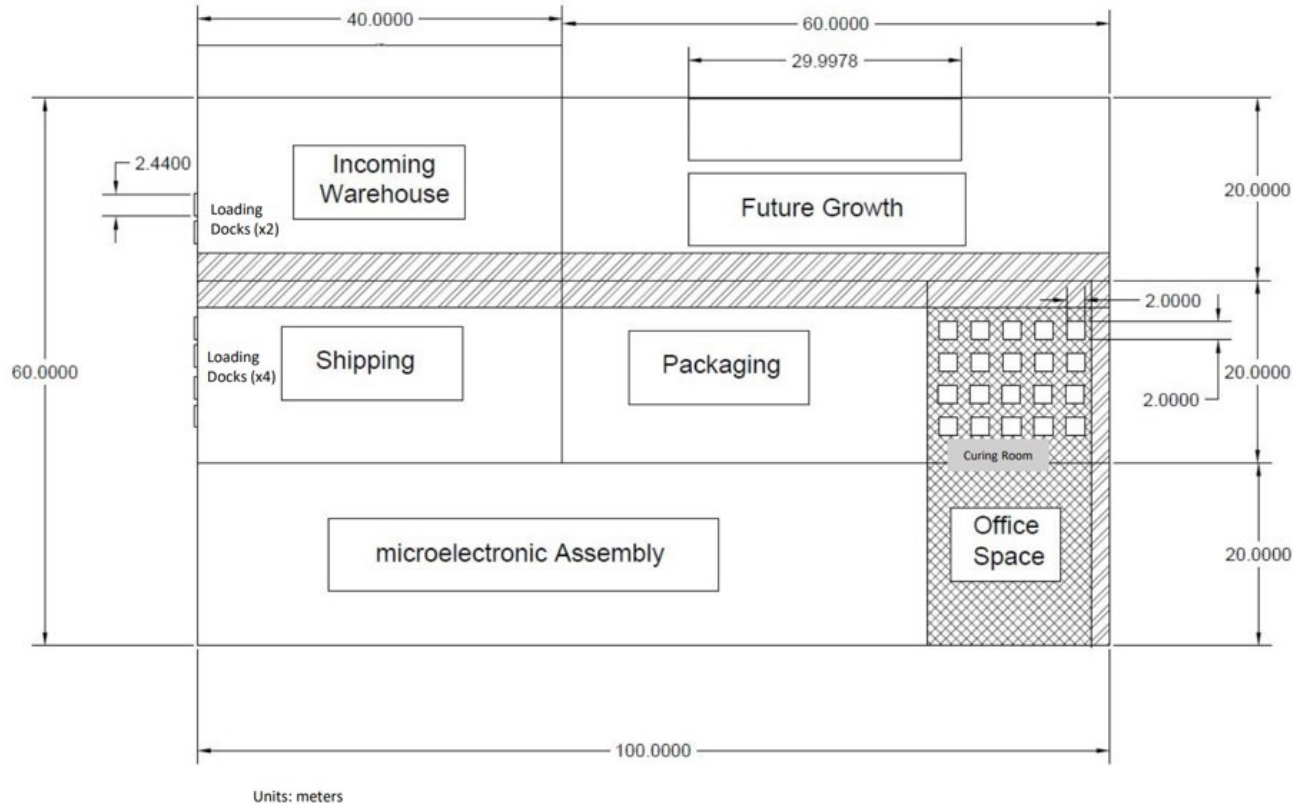 40.0000
60.0000
29.9978
2.4400
Incoming
Warehouse
Loading
Docks (x2)
Future Growth
20.0000
2.0000
60.0000
Loading
Docks (x4)
Shipping
Packaging
20.0000
2.0000
Curing Room
microelectronic Assembly
Office
Space
20.0000
100.0000
Units: meters